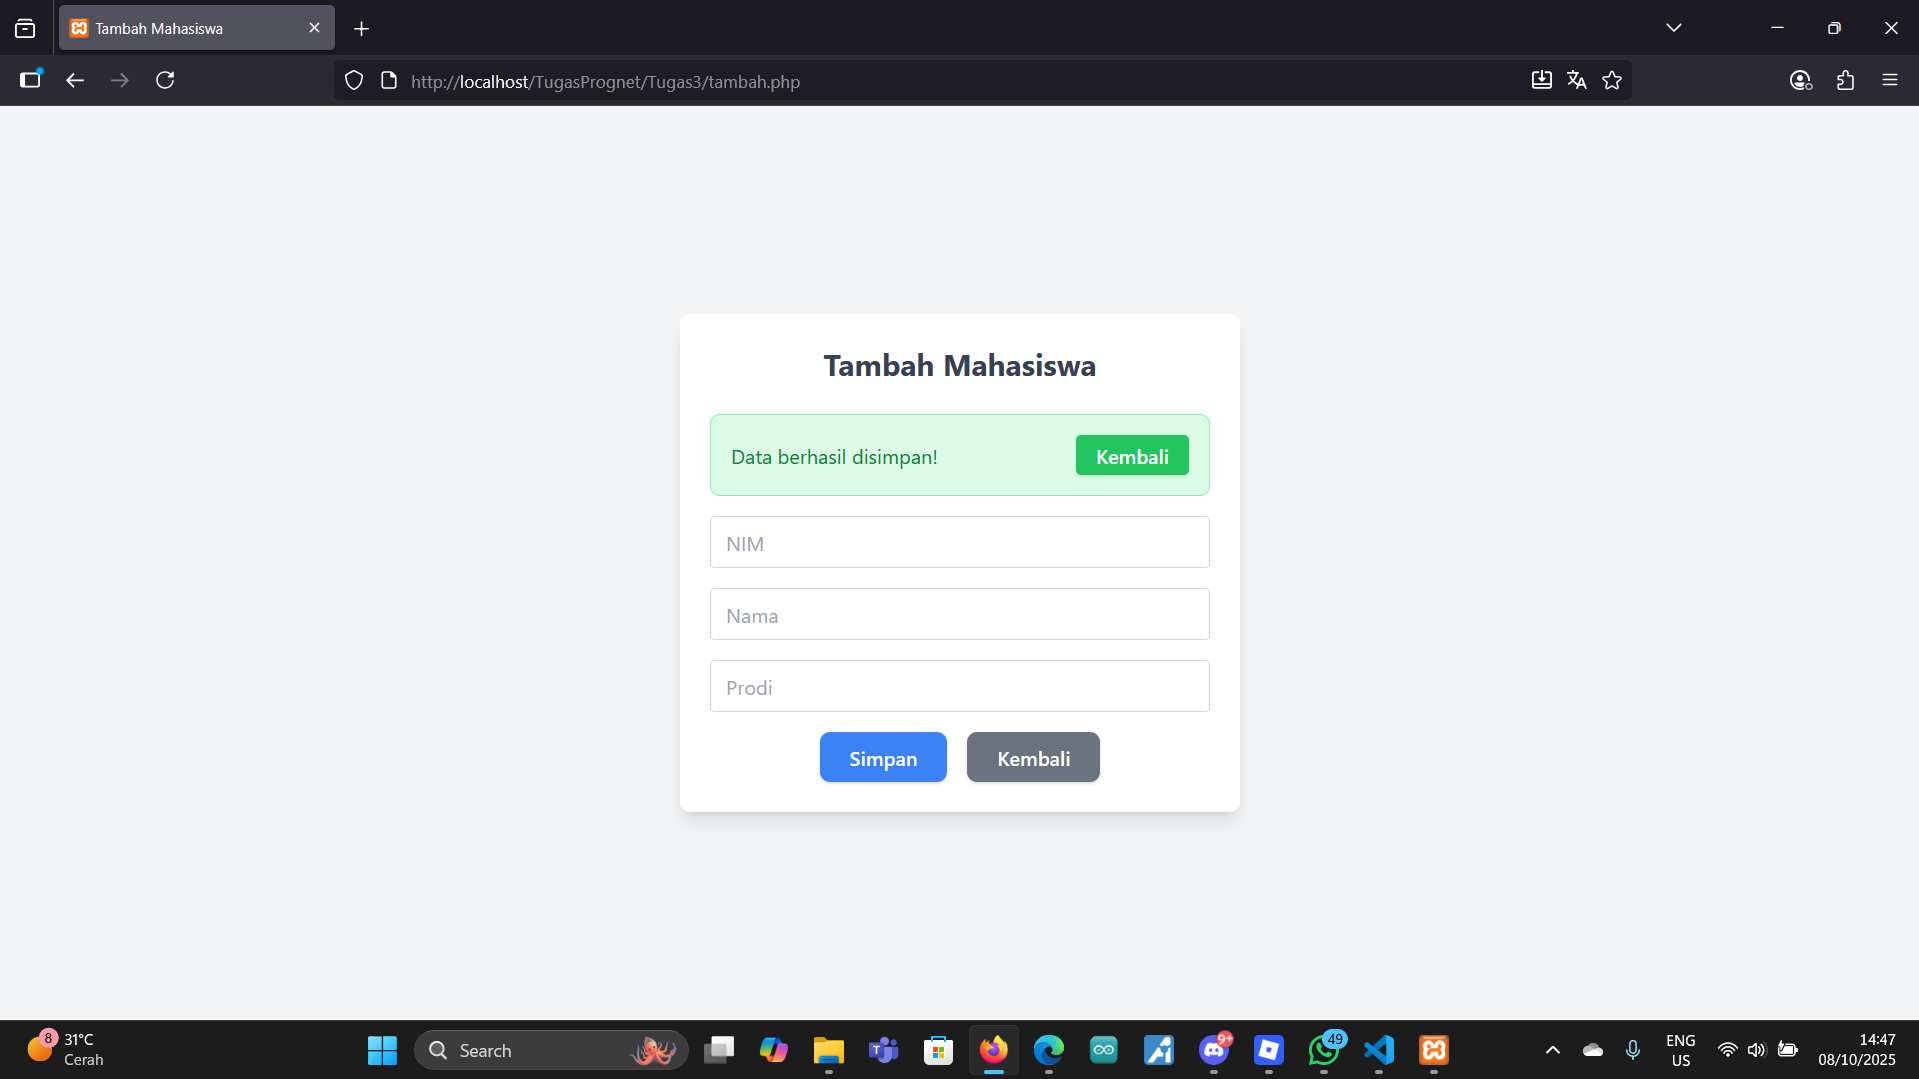 Tambah Mahasiswa
http://localhost/TugasPrognet/Tugas3/tambah.php
Tambah Mahasiswa
Data berhasil disimpan!
Kembali
NIM
Nama
Prodi
Simpan
Kembali
8
31°C
Cerah
Search
9+
49
ENG
US
14:47
08/10/2025